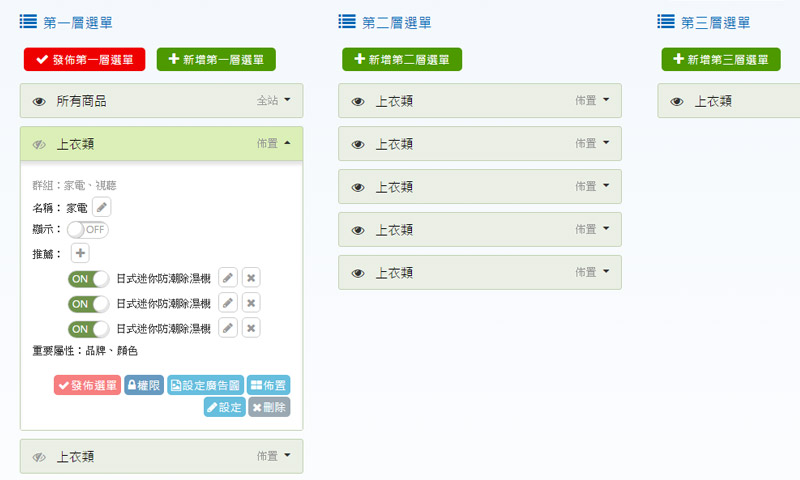 第一層選單
發佈第一層選單
新增第一層選單
所有商品 全站
上衣類 佈置
群組：家電、視聽
名稱： 家電
顯示： OFF
推薦：
ON 日式迷你防潮除濕機
ON 日式迷你防潮除濕機
ON 日式迷你防潮除濕機
重要屬性：品牌、顏色
發佈選單 權限 設定廣告圖 佈置
設定 刪除
上衣類 佈置
第二層選單
新增第二層選單
上衣類 佈置
上衣類 佈置
上衣類 佈置
上衣類 佈置
上衣類 佈置
第三層選單
新增第三層選單
上衣類